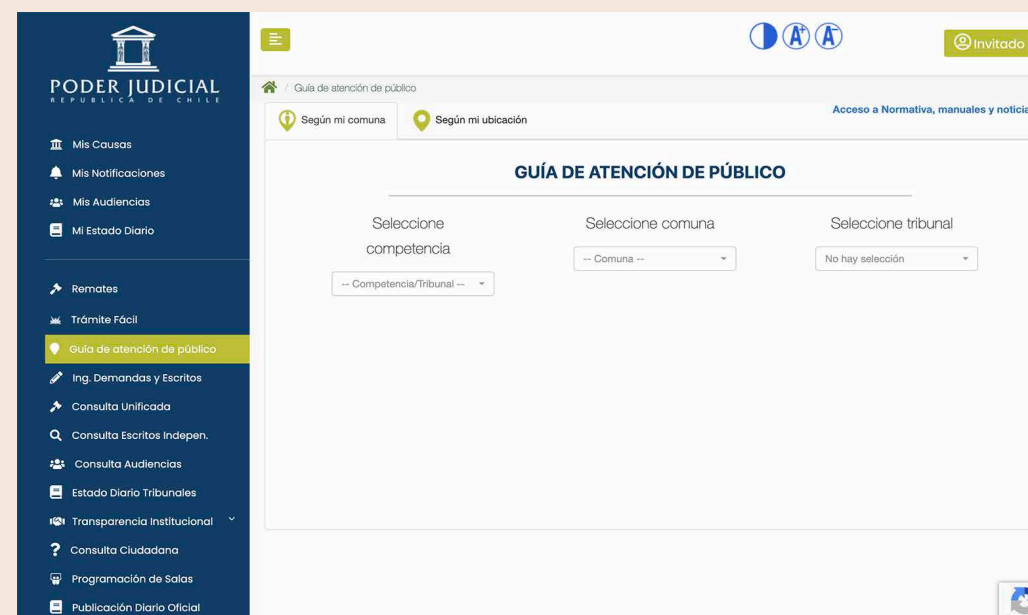 PODER JUDICIAL
REPUBLICA DE CHILE
Mis Causas
Mis Notificaciones
Mis Audiencias
Mi Estado Diario
Remates
Trámite Fácil
Guía de atención de público
Ing. Demandas y Escritos
Consulta Unificada
Consulta Escritos Indepen.
Consulta Audiencias
Estado Diario Tribunales
Transparencia Institucional
Consulta Ciudadana
Programación de Salas
Publicación Diario Oficial
A+ A-
Invitado
/ Guía de atención de público
Según mi comuna
Según mi ubicación
Acceso a Normativa, manuales y noticia
GUÍA DE ATENCIÓN DE PÚBLICO
Seleccione
competencia
-- Competencia/Tribunal --
Seleccione comuna
-- Comuna --
Seleccione tribunal
No hay selección